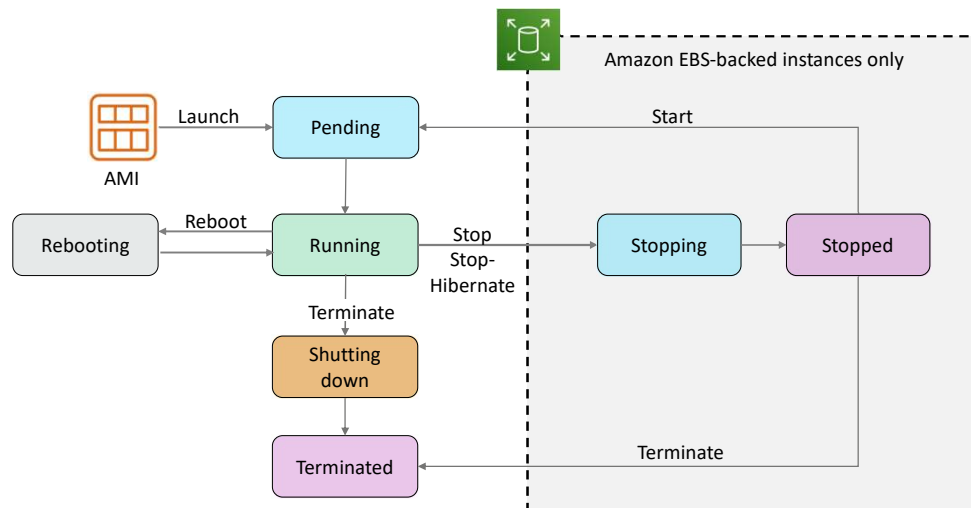 Amazon EBS-backed instances only
Launch
Pending
Start
AMI
Rebooting
Reboot
Running
Stop
Stop-
Hibernate
Stopping
Stopped
Terminate
Shutting
down
Terminated
Terminate